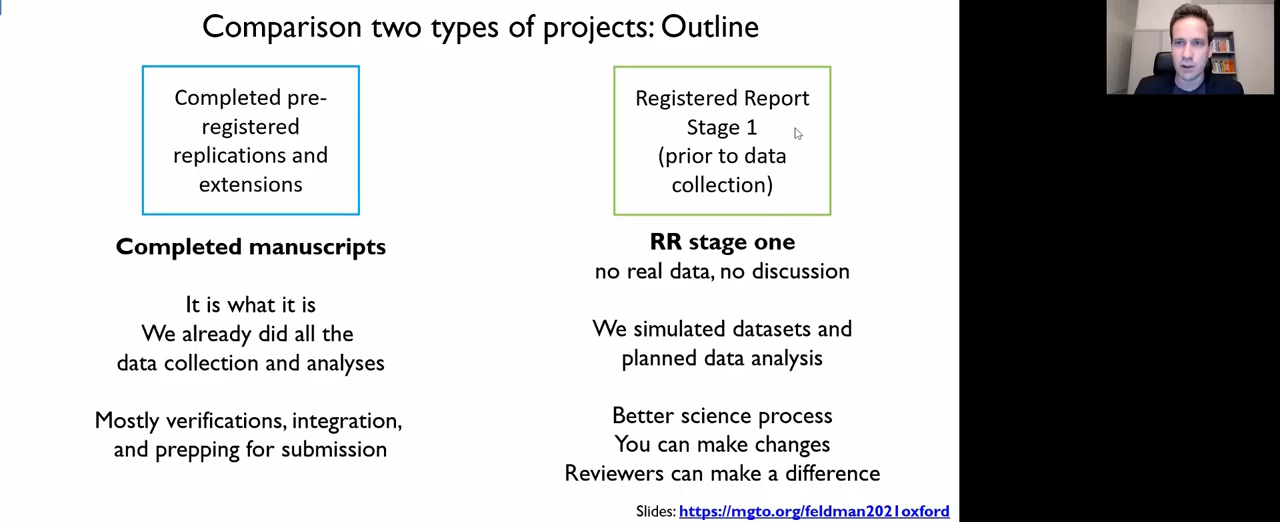 Comparison two types of projects: Outline
Completed pre-
registered
replications and
extensions
Completed manuscripts
It is what it is
We already did all the
data collection and analyses
Mostly verifications, integration,
and prepping for submission
Registered Report
Stage 1
(prior to data
collection)
RR stage one
no real data, no discussion
We simulated datasets and
planned data analysis
Better science process
You can make changes
Reviewers can make a difference
Slides: https://mgto.org/feldman2021oxford